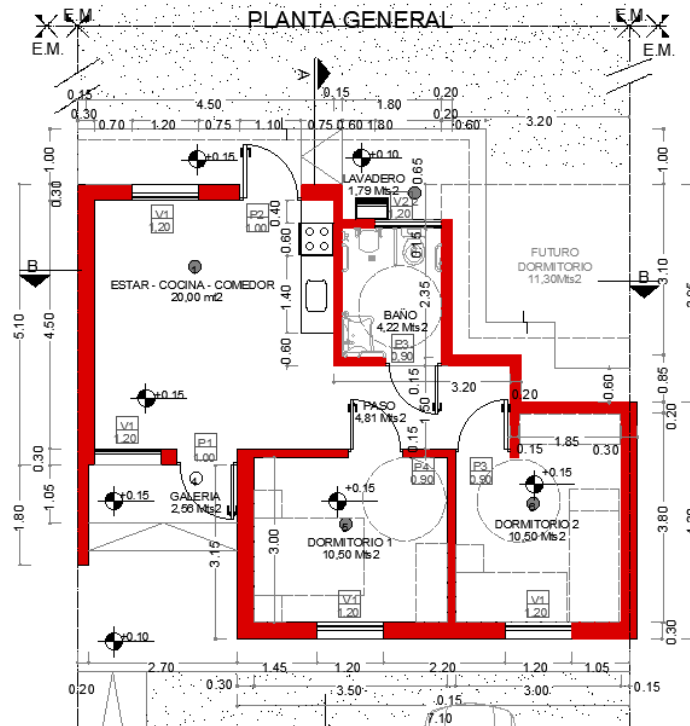 E.M.
PLANTA GENERAL
E.M.
E.M.
E.M.
A
0.15
4.50
0.15
1.80
0.20
0.30
0.70
1.20
0.75
1.10
0.75
0.60
1.80
0.20
0.60
3.20
1.00
+0.15
+0.10
0.65
1.00
LAVADERO
1,79 Mts2
0.30
V1
1,20
P2
1.00
0.40
V2
1,20
0.60
0.15
B
ESTAR - COCINA - COMEDOR
20,00 mt2
FUTURO
DORMITORIO
11,30Mts2
3.10
B
5.10
4.50
1.40
2.35
BAÑO
4,22 Mts2
P3
0.90
0.60
0.15
3.20
0.20
0.60
0.85
+0.15
PASO
4,81 Mts2
1.50
0.20
V1
1.20
P1
1.00
0.15
0.15
1.85
0.30
0.30
P4
0.90
P3
0.90
+0.15
GALERIA
2,56 Mts2
+0.15
+0.15
1.80
1.05
3.15
3.00
DORMITORIO 1
10,50 Mts2
DORMITORIO 2
10,50 Mts2
3.80
V1
1.20
V1
1.20
+0.10
0.30
2.70
1.45
1.20
2.20
1.20
1.05
0.20
0.30
3.50
0.15
3.00
0.15
7.10